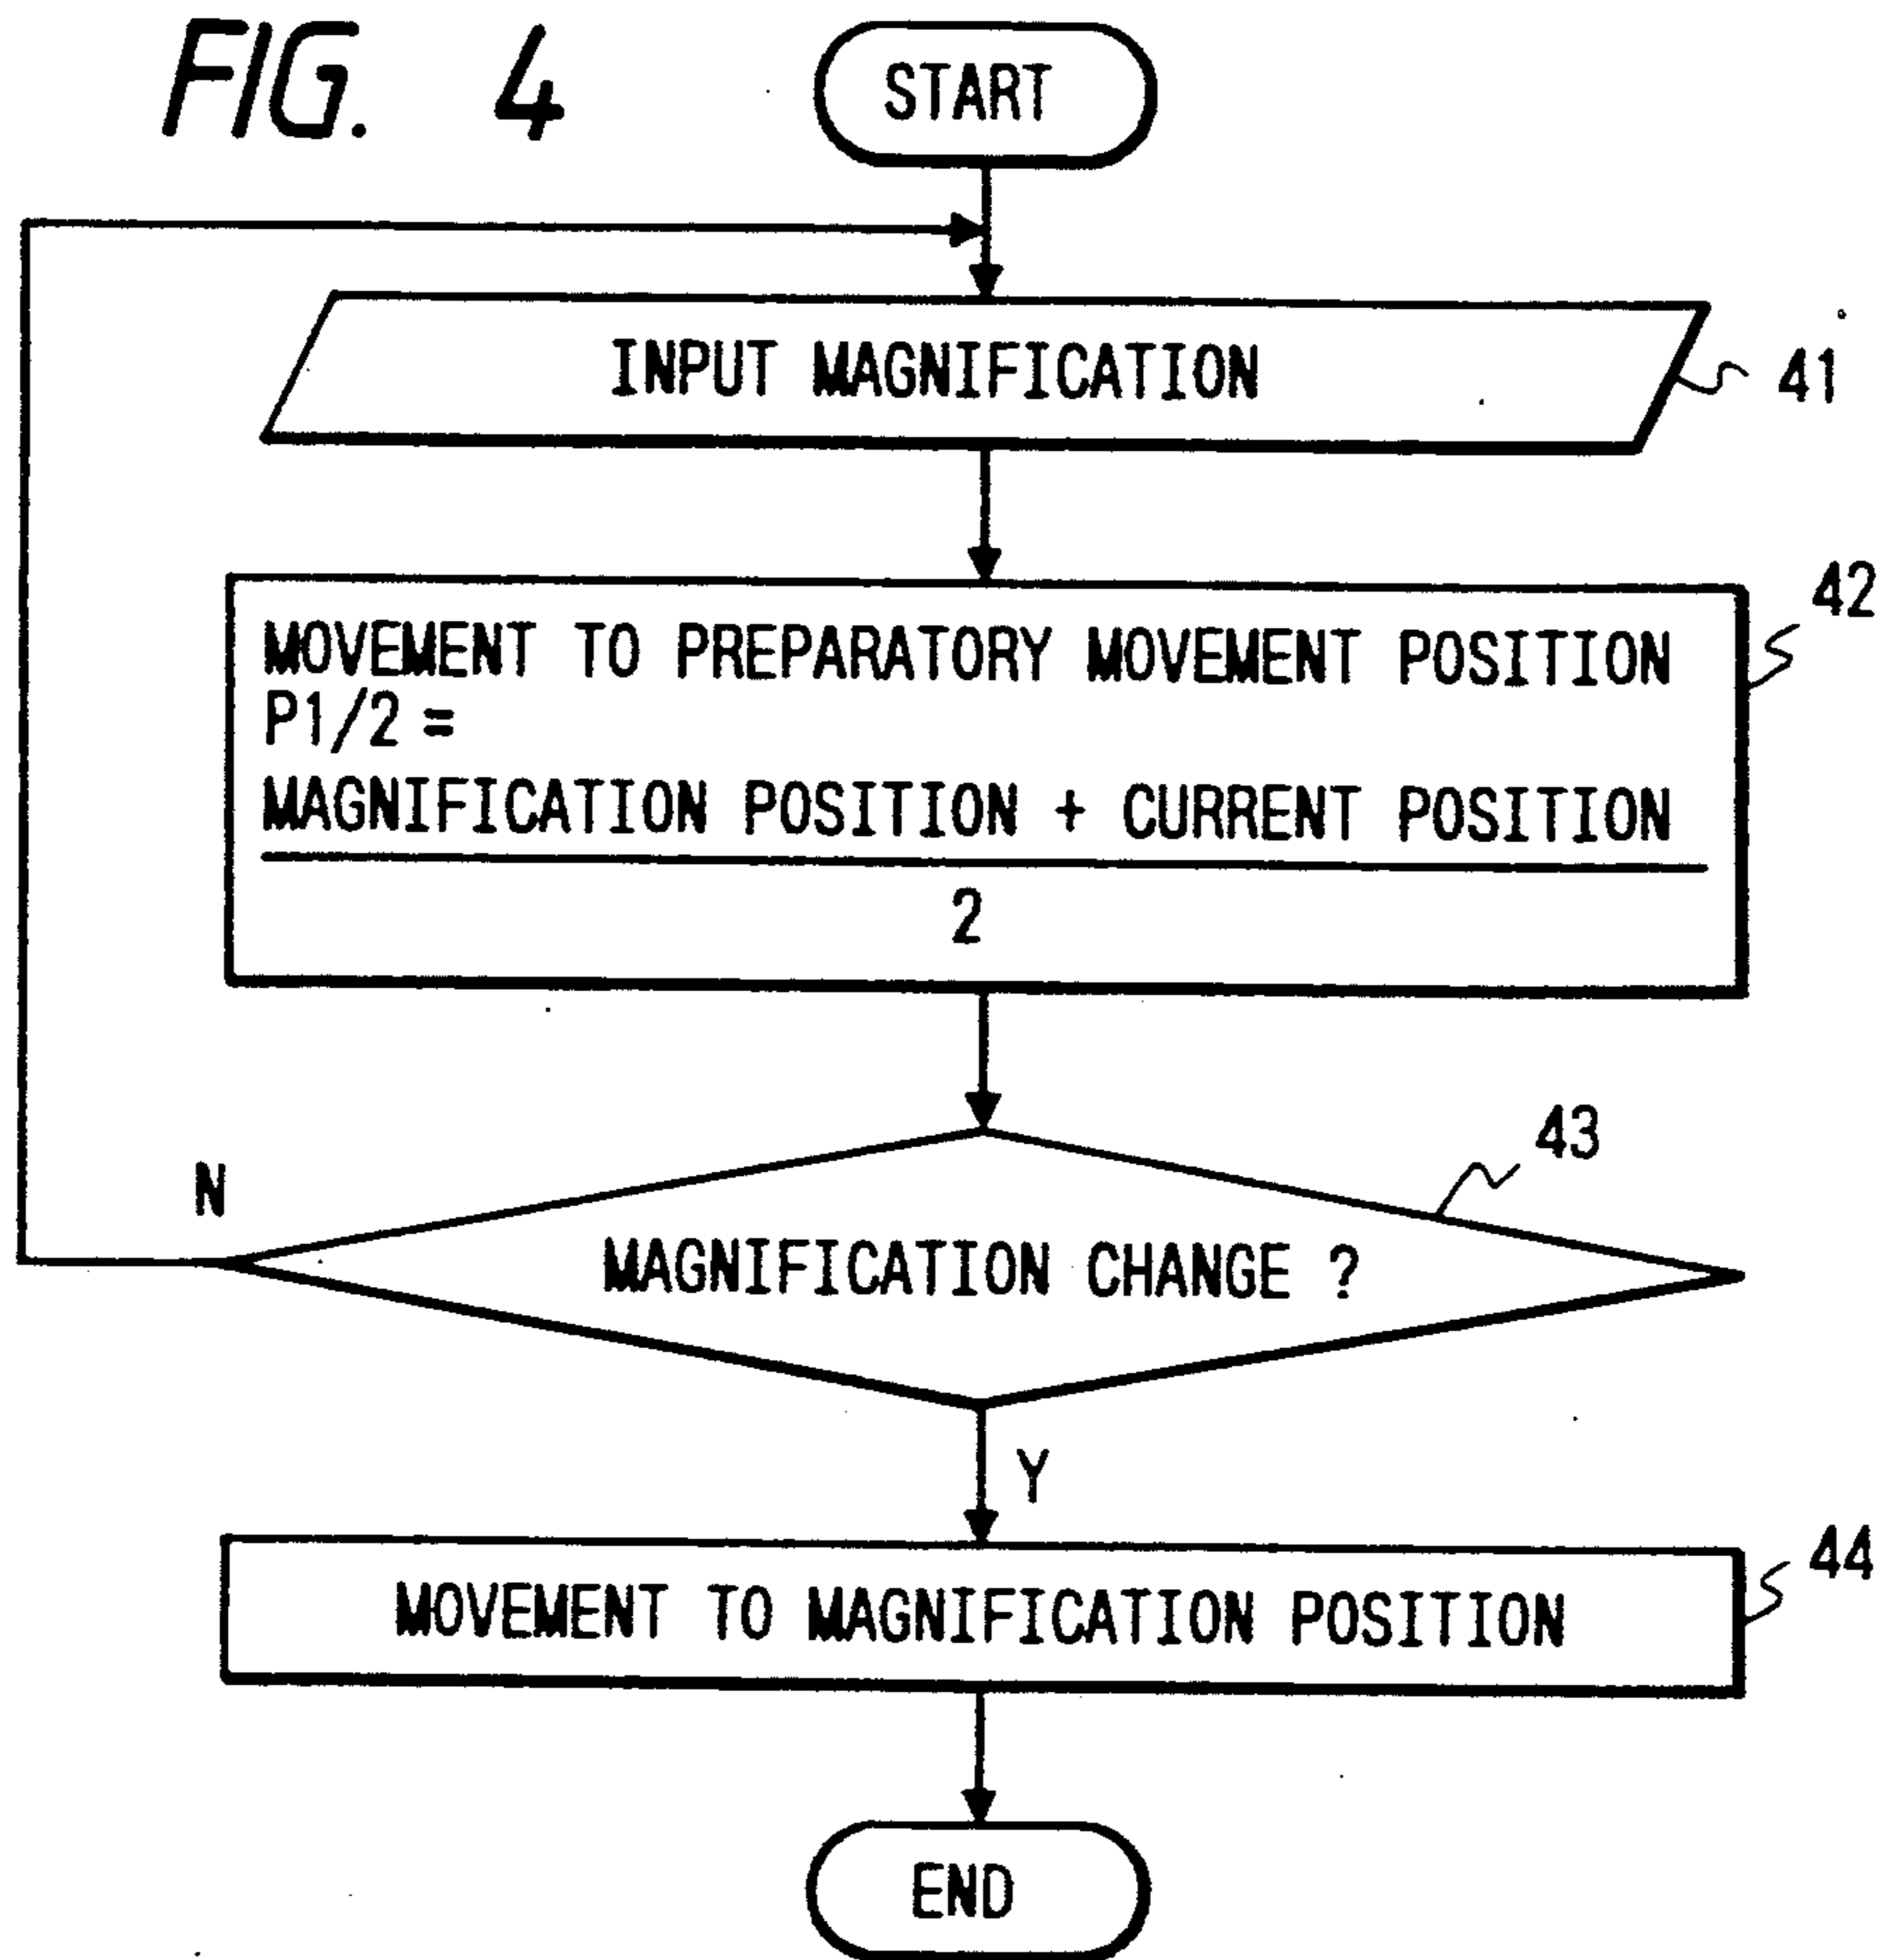 FIG. 4
START
INPUT MAGNIFICATION
41
42
MOVEMENT TO PREPARATORY MOVEMENT POSITION
P1/2 =
MAGNIFICATION POSITION + CURRENT POSITION
2
43
N
MAGNIFICATION CHANGE ?
Y
44
MOVEMENT TO MAGNIFICATION POSITION
END